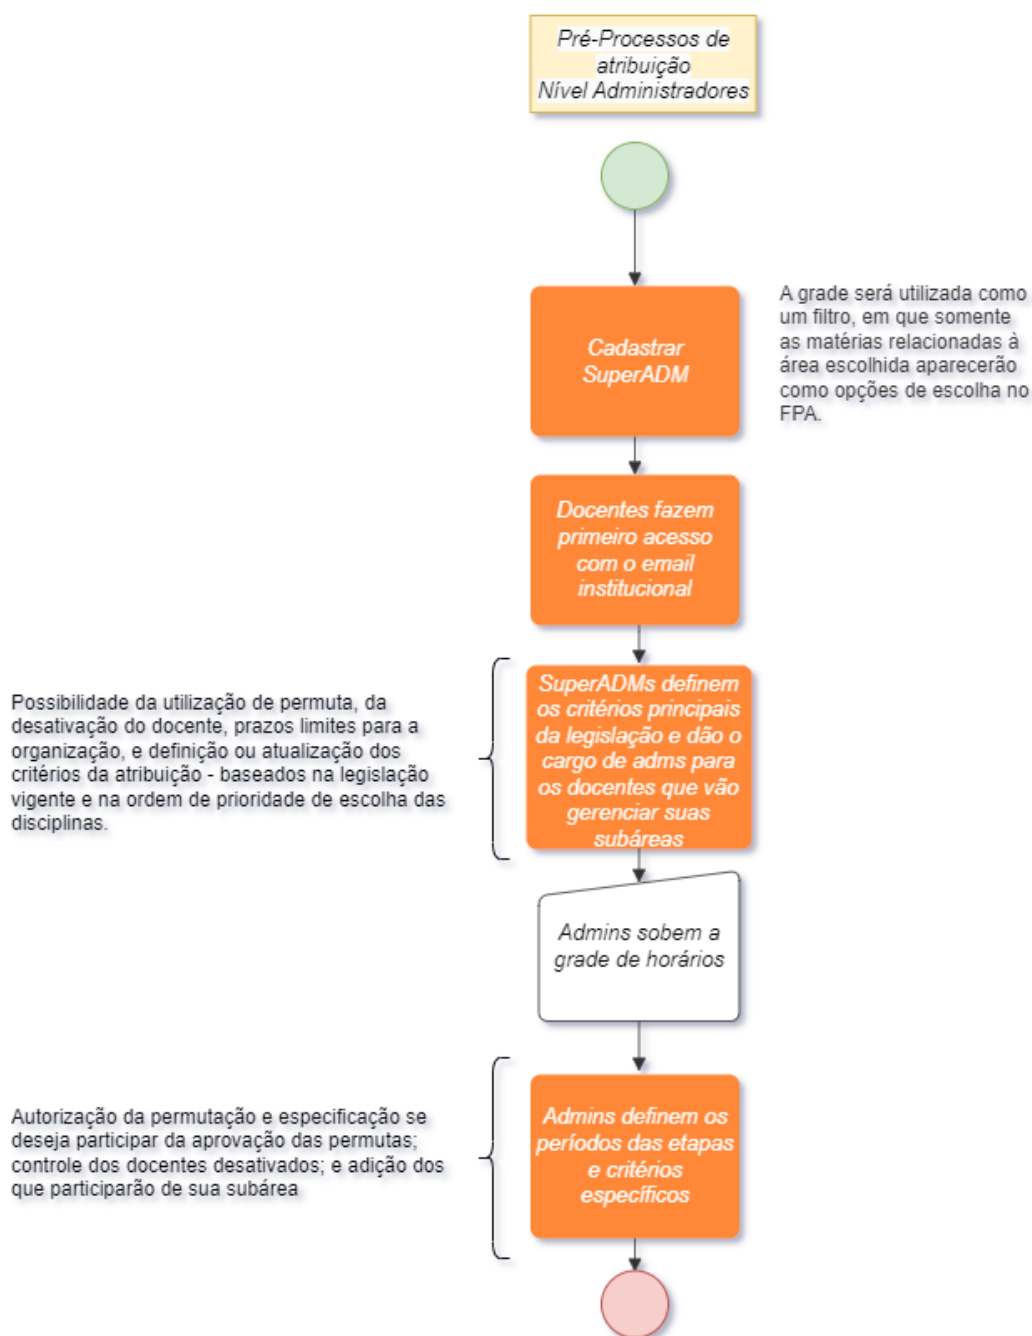 Pré-Processos de
atribuição
Nível Administradores
Cadastrar
SuperADM
A grade será utilizada como
um filtro, em que somente
as matérias relacionadas à
área escolhida aparecerão
como opções de escolha no
FPA.
Docentes fazem
primeiro acesso
com o email
institucional
SuperADMs definem
os critérios principais
da legislação e dão o
cargo de adms para
os docentes que vão
gerenciar suas
subáreas
Possibilidade da utilização de permuta, da
desativação do docente, prazos limites para a
organização, e definição ou atualização dos
critérios da atribuição - baseados na legislação
vigente e na ordem de prioridade de escolha das
disciplinas.
Admins sobem a
grade de horários
Admins definem os
períodos das etapas
e critérios
específicos
Autorização da permutação e especificação se
deseja participar da aprovação das permutas;
controle dos docentes desativados; e adição dos
que participarão de sua subárea